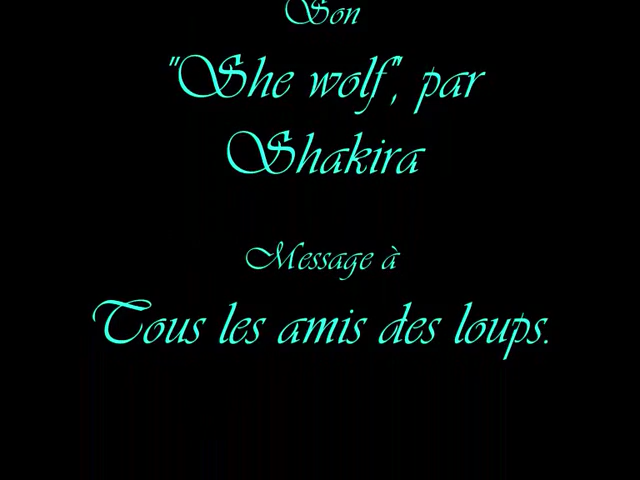 Son
"She wolf", par
Shakira
Message à
Tous les amis des loups.